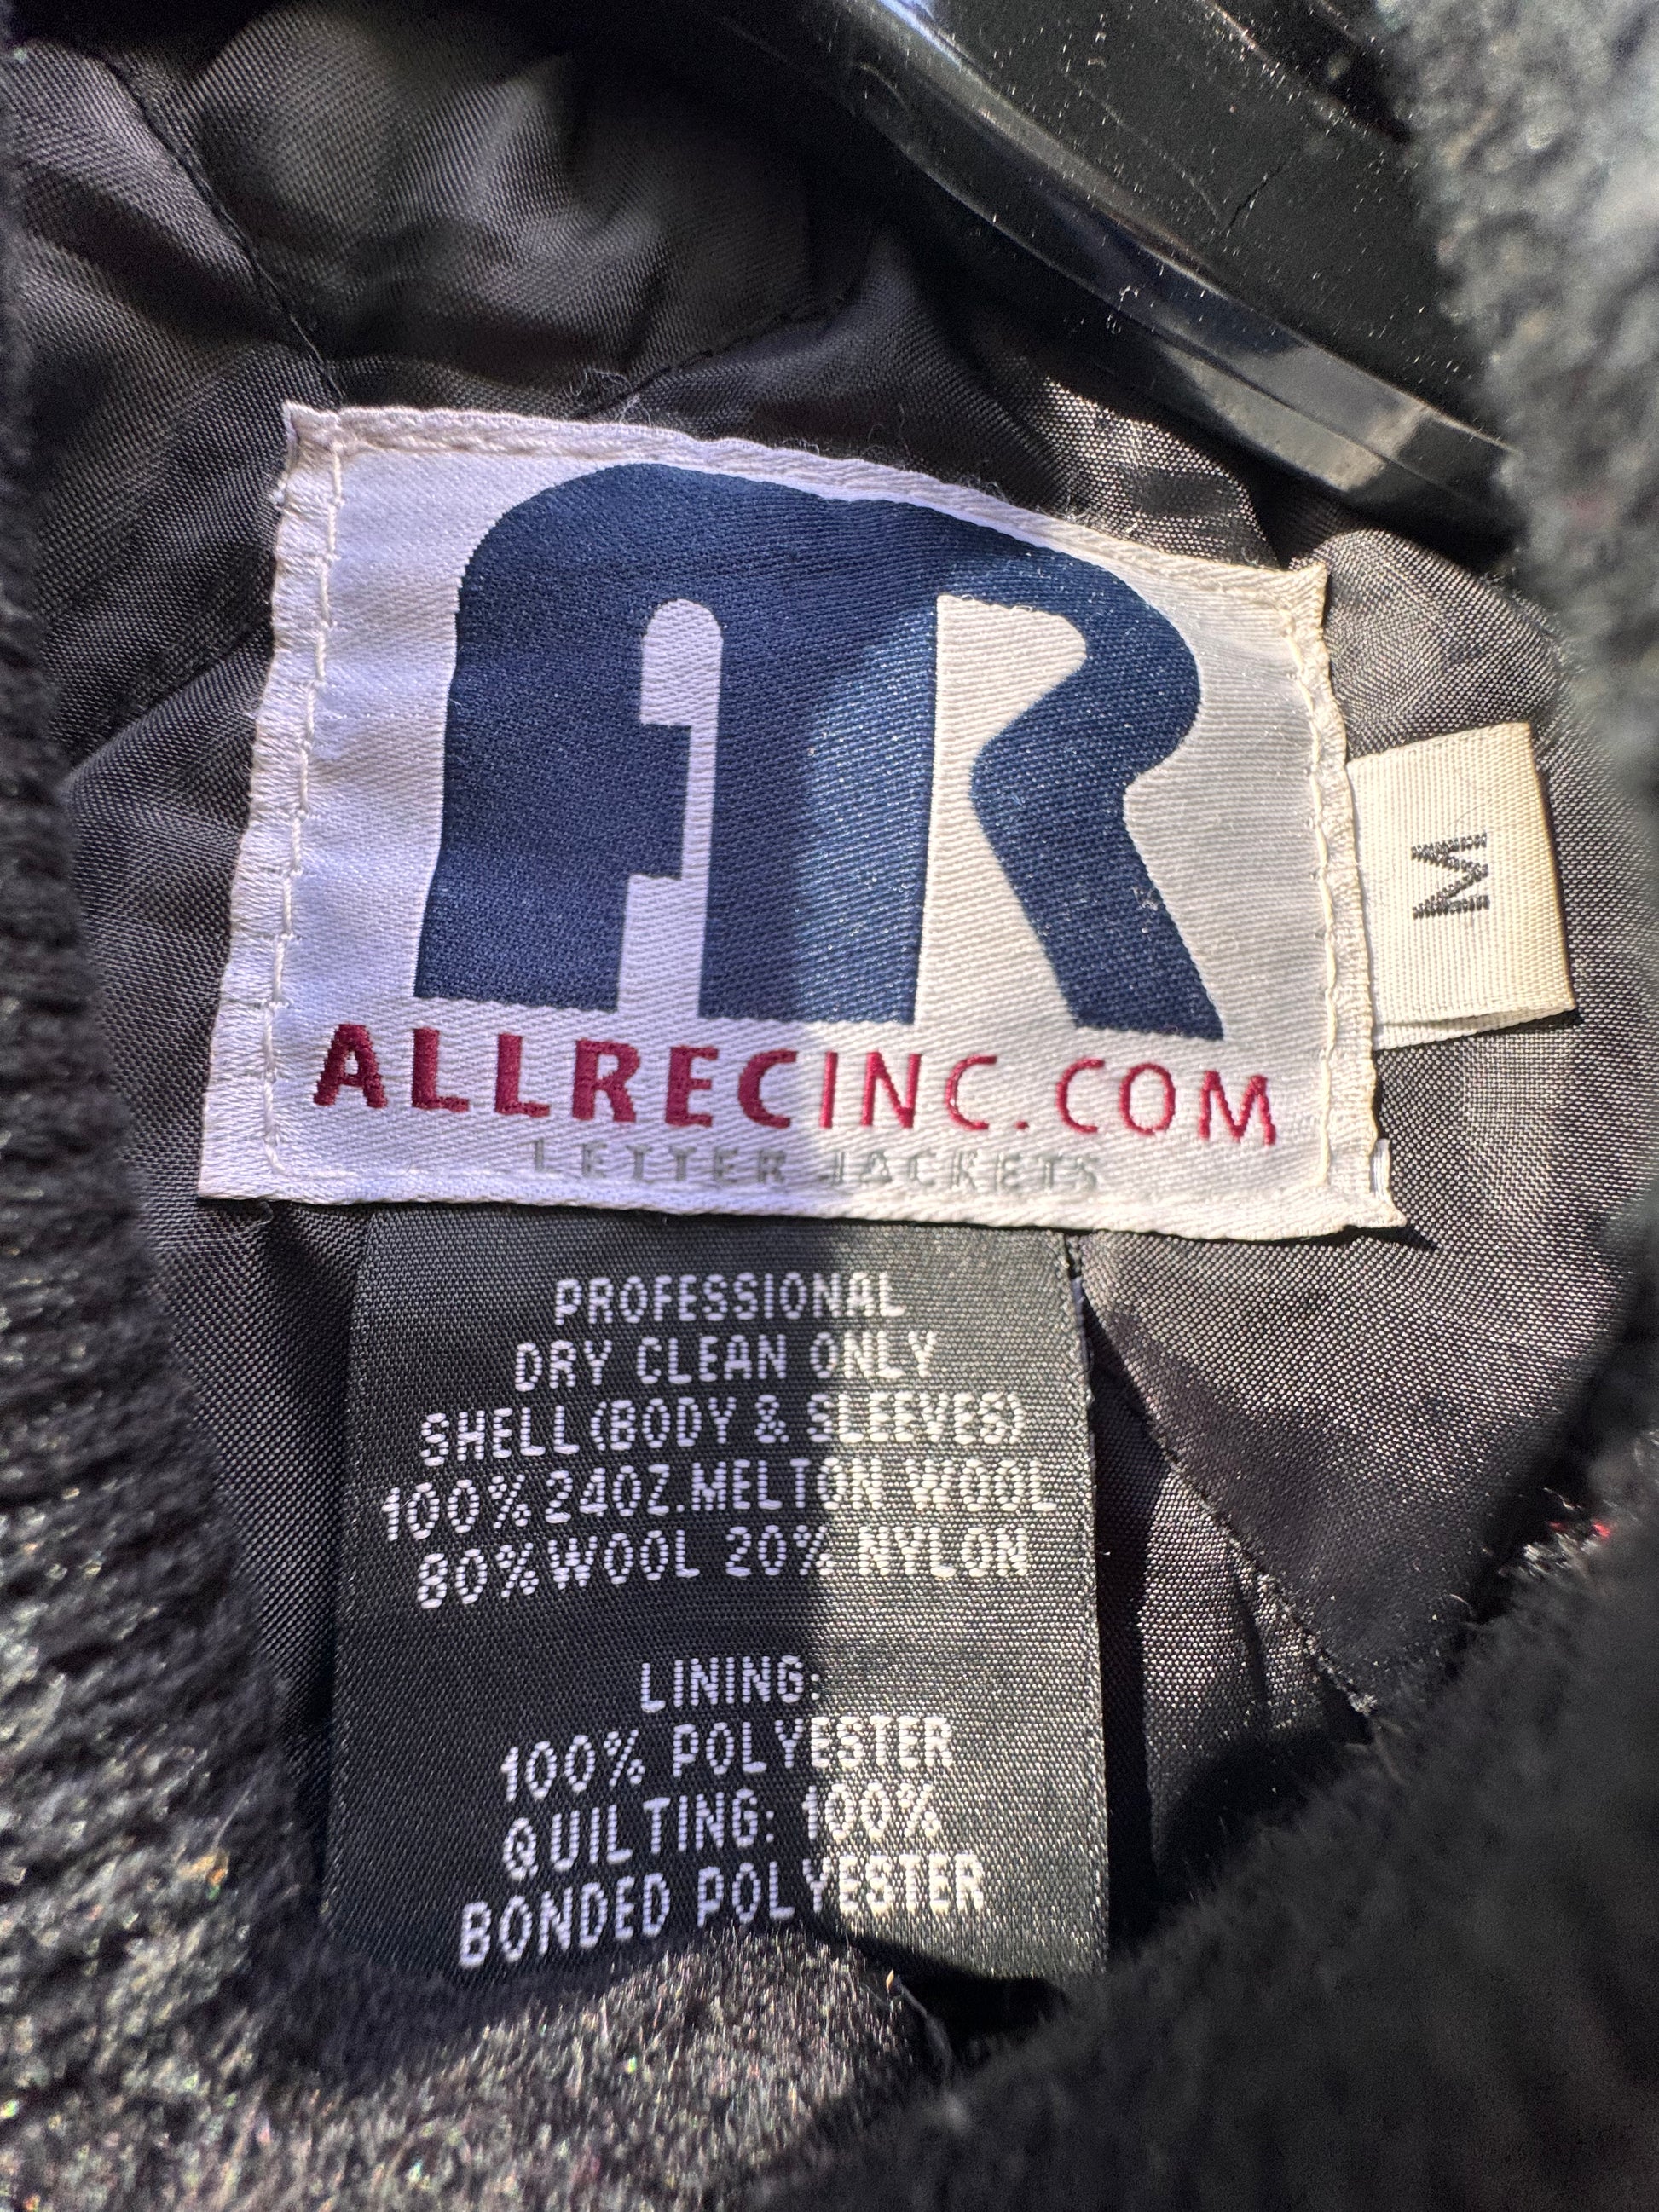 AR
ALLRECINC.COM
LETTER JACKETS
M
PROFESSIONAL
DRY CLEAN ONLY
SHELL(BODY & SLEEVES)
100%24OZ.MELTON WOOL
80%WOOL 20% NYLON
LINING:
100% POLYESTER
QUILTING: 100%
BONDED POLYESTER